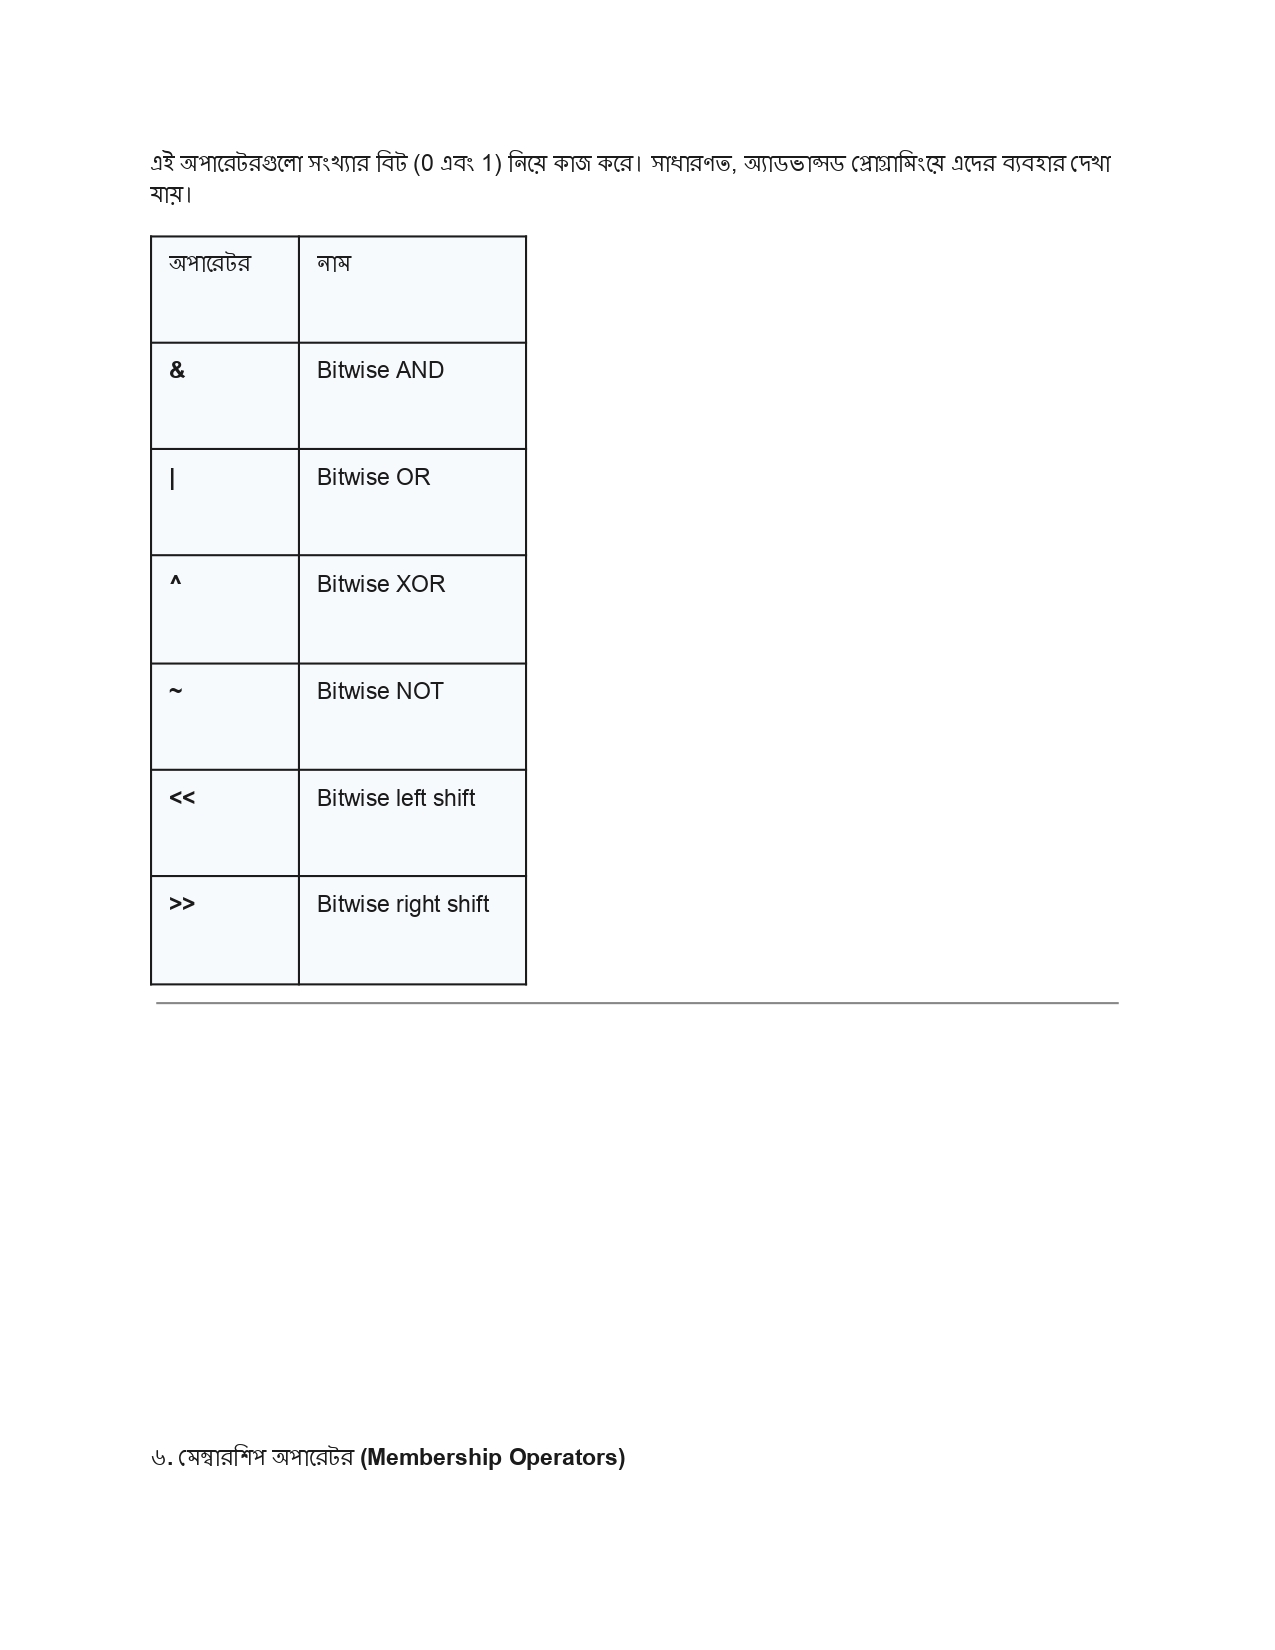 এই অপারেটরগুলো সংখ্যার বিট (0 এবং 1) নিয়ে কাজ করে। সাধারণত, অ্যাডভান্সড প্রোগ্রামিংয়ে এদের ব্যবহার দেখা
যায়।
অপারেটর নাম
& Bitwise AND
| Bitwise OR
^ Bitwise XOR
~ Bitwise NOT
<< Bitwise left shift
>> Bitwise right shift
৬. মেম্বারশিপ অপারেটর (Membership Operators)